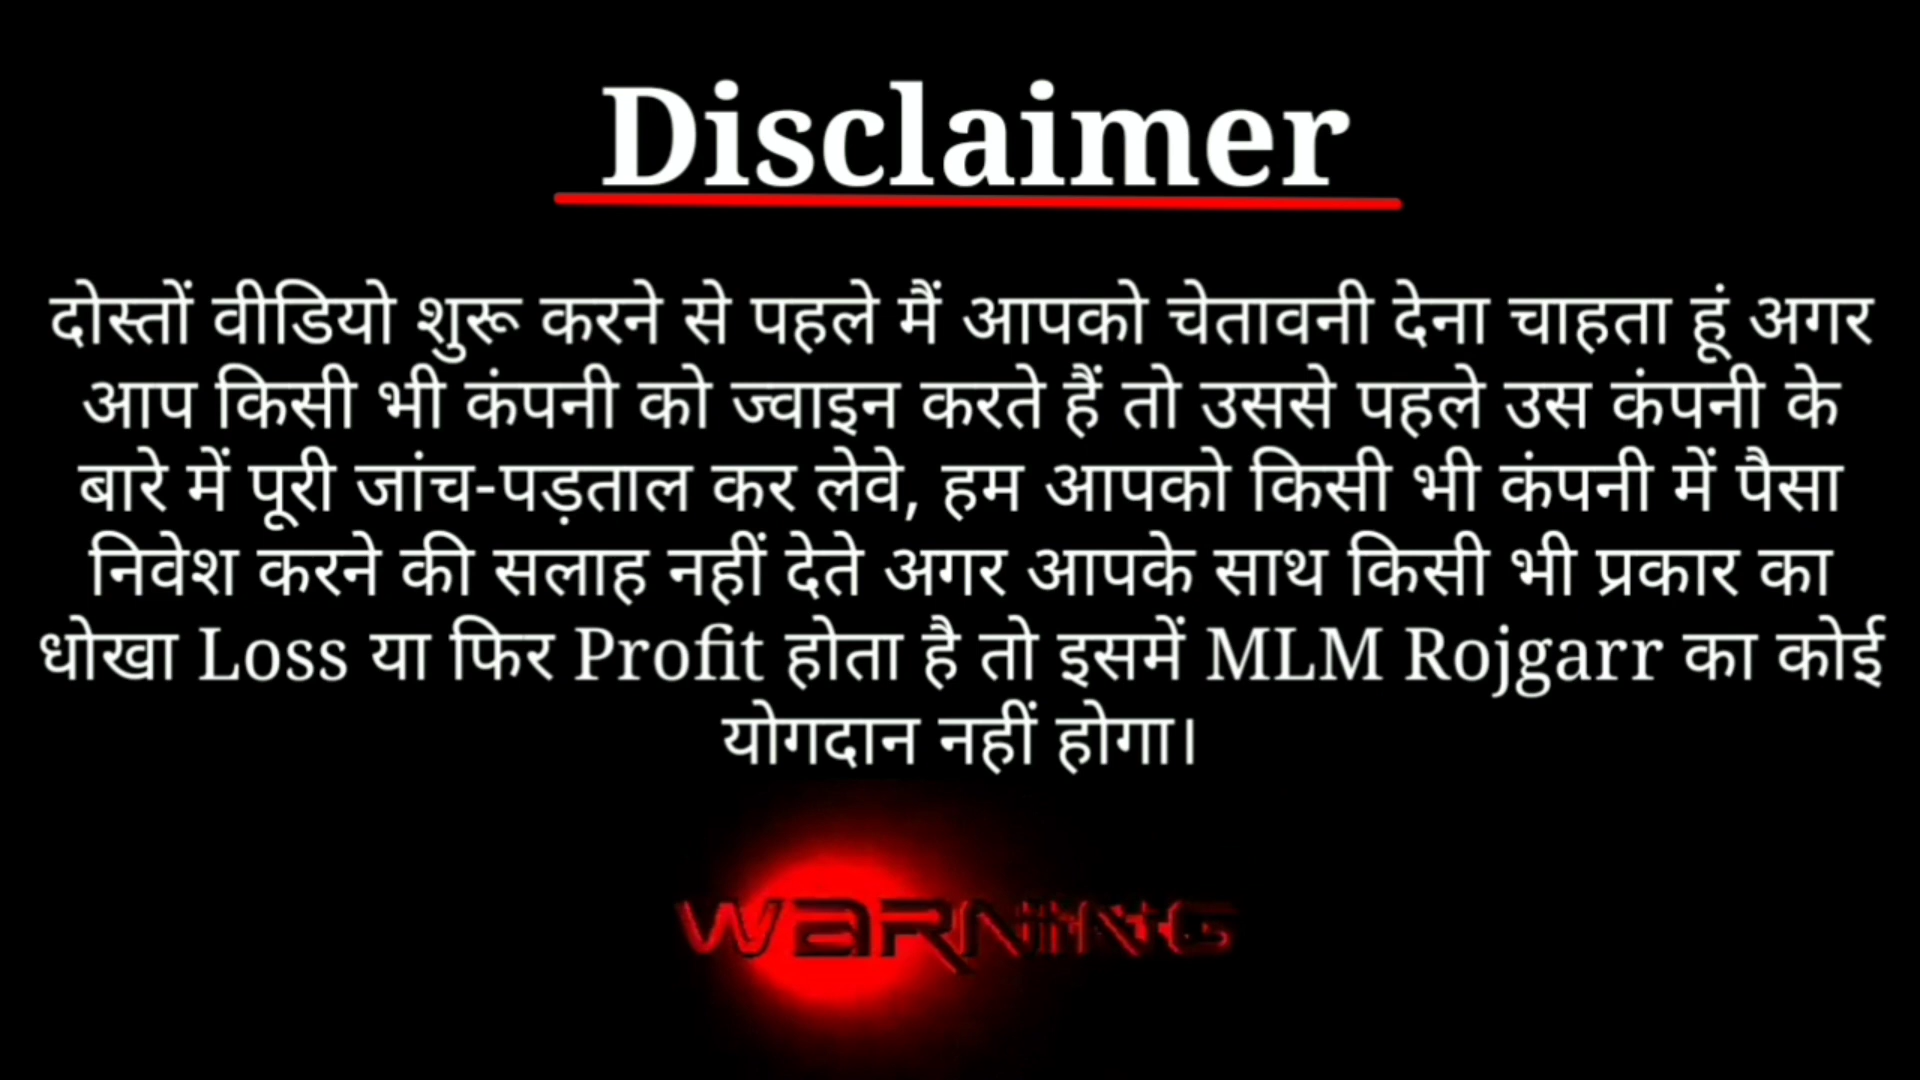 Disclaimer
दोस्तों वीडियो शुरू करने से पहले मैं आपको चेतावनी देना चाहता हूं अगर
आप किसी भी कंपनी को ज्वाइन करते हैं तो उससे पहले उस कंपनी के
बारे में पूरी जांच-पड़ताल कर लेवे, हम आपको किसी भी कंपनी में पैसा
निवेश करने की सलाह नहीं देते अगर आपके साथ किसी भी प्रकार का
धोखा Loss या फिर Profit होता है तो इसमें MLM Rojgarr का कोई
योगदान नहीं होगा।
WARNING